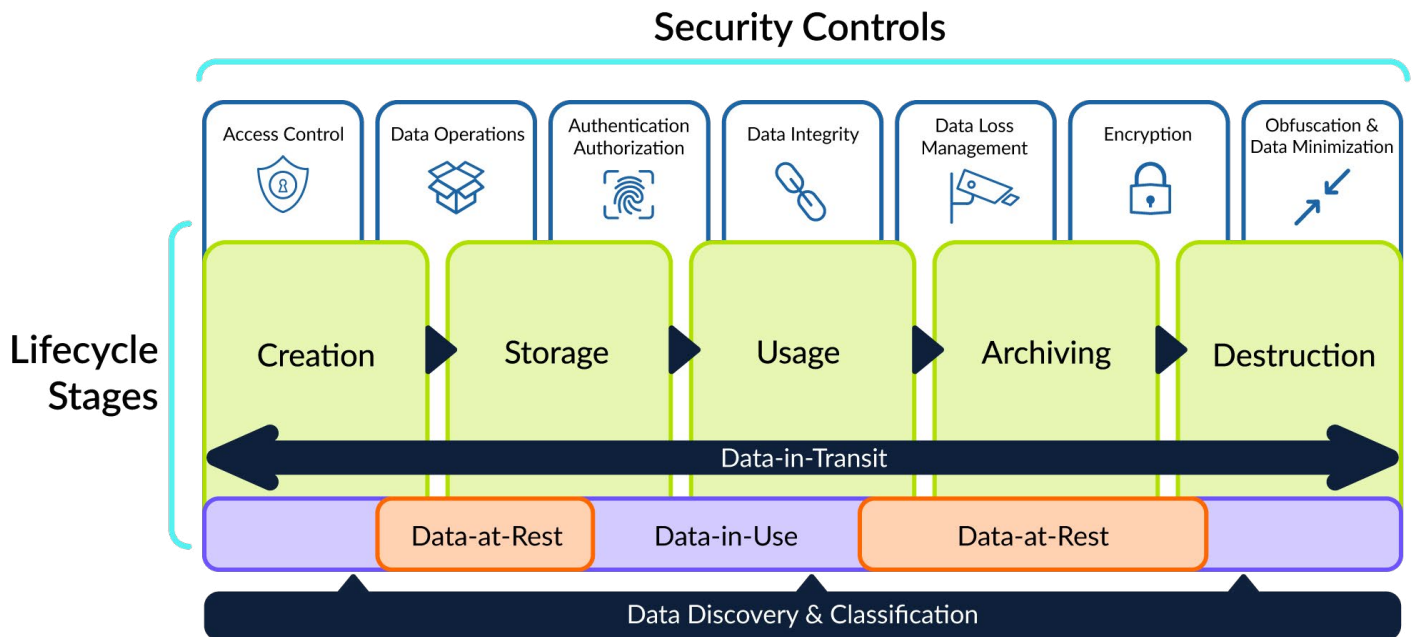 Security Controls
Access Control
Data Operations
Authentication
Authorization
Data Integrity
Data Loss
Management
Encryption
Obfuscation &
Data Minimization
Lifecycle
Stages
Creation
Storage
Usage
Archiving
Destruction
Data-in-Transit
Data-at-Rest
Data-in-Use
Data-at-Rest
Data Discovery & Classification